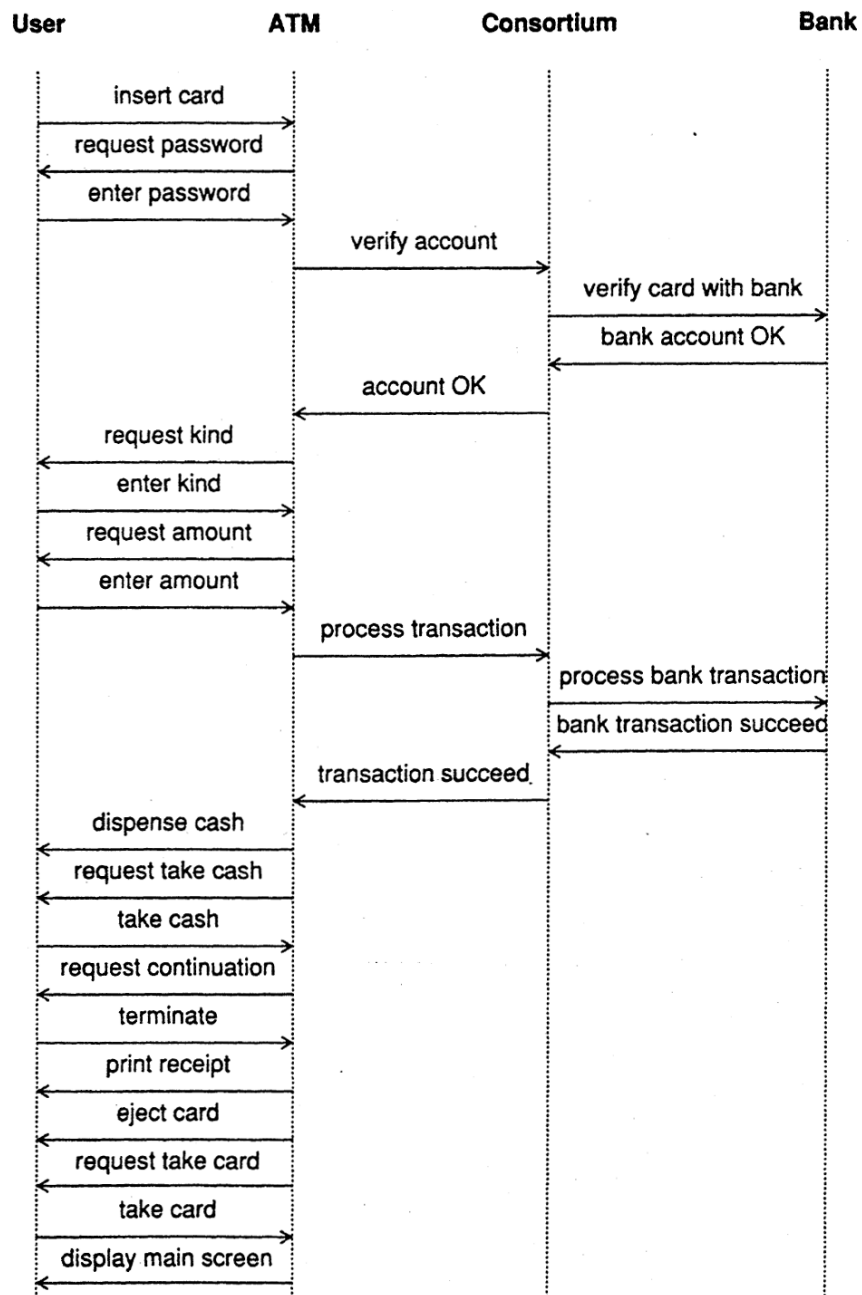 User ATM Consortium Bank
insert card
request password
enter password
verify account
verify card with bank
bank account OK
account OK
request kind
enter kind
request amount
enter amount
process transaction
process bank transaction
bank transaction succeed
transaction succeed
dispense cash
request take cash
take cash
request continuation
terminate
print receipt
eject card
request take card
take card
display main screen